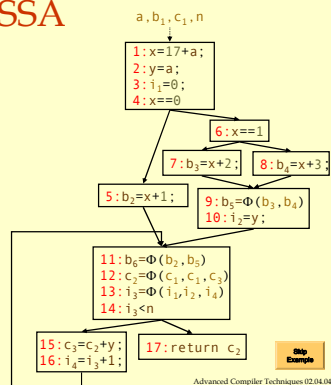 SSA
a,b₁,c₁,n
1:x=17+a;
2:y=a;
3:i₁=0;
4:x==0
6:x==1
7:b₃=x+2;
8:b₄=x+3;
5:b₂=x+1;
9:b₅=Φ(b₃,b₄)
10:i₂=y;
11:b₆=Φ(b₂,b₅)
12:c₂=Φ(c₁,c₁,c₃)
13:i₃=Φ(i₁,i₂,i₄)
14:i₃<n
15:c₃=c₂+y;
16:i₄=i₃+1;
17:return c₂
Skip
Example
Advanced Compiler Techniques 02.04.04